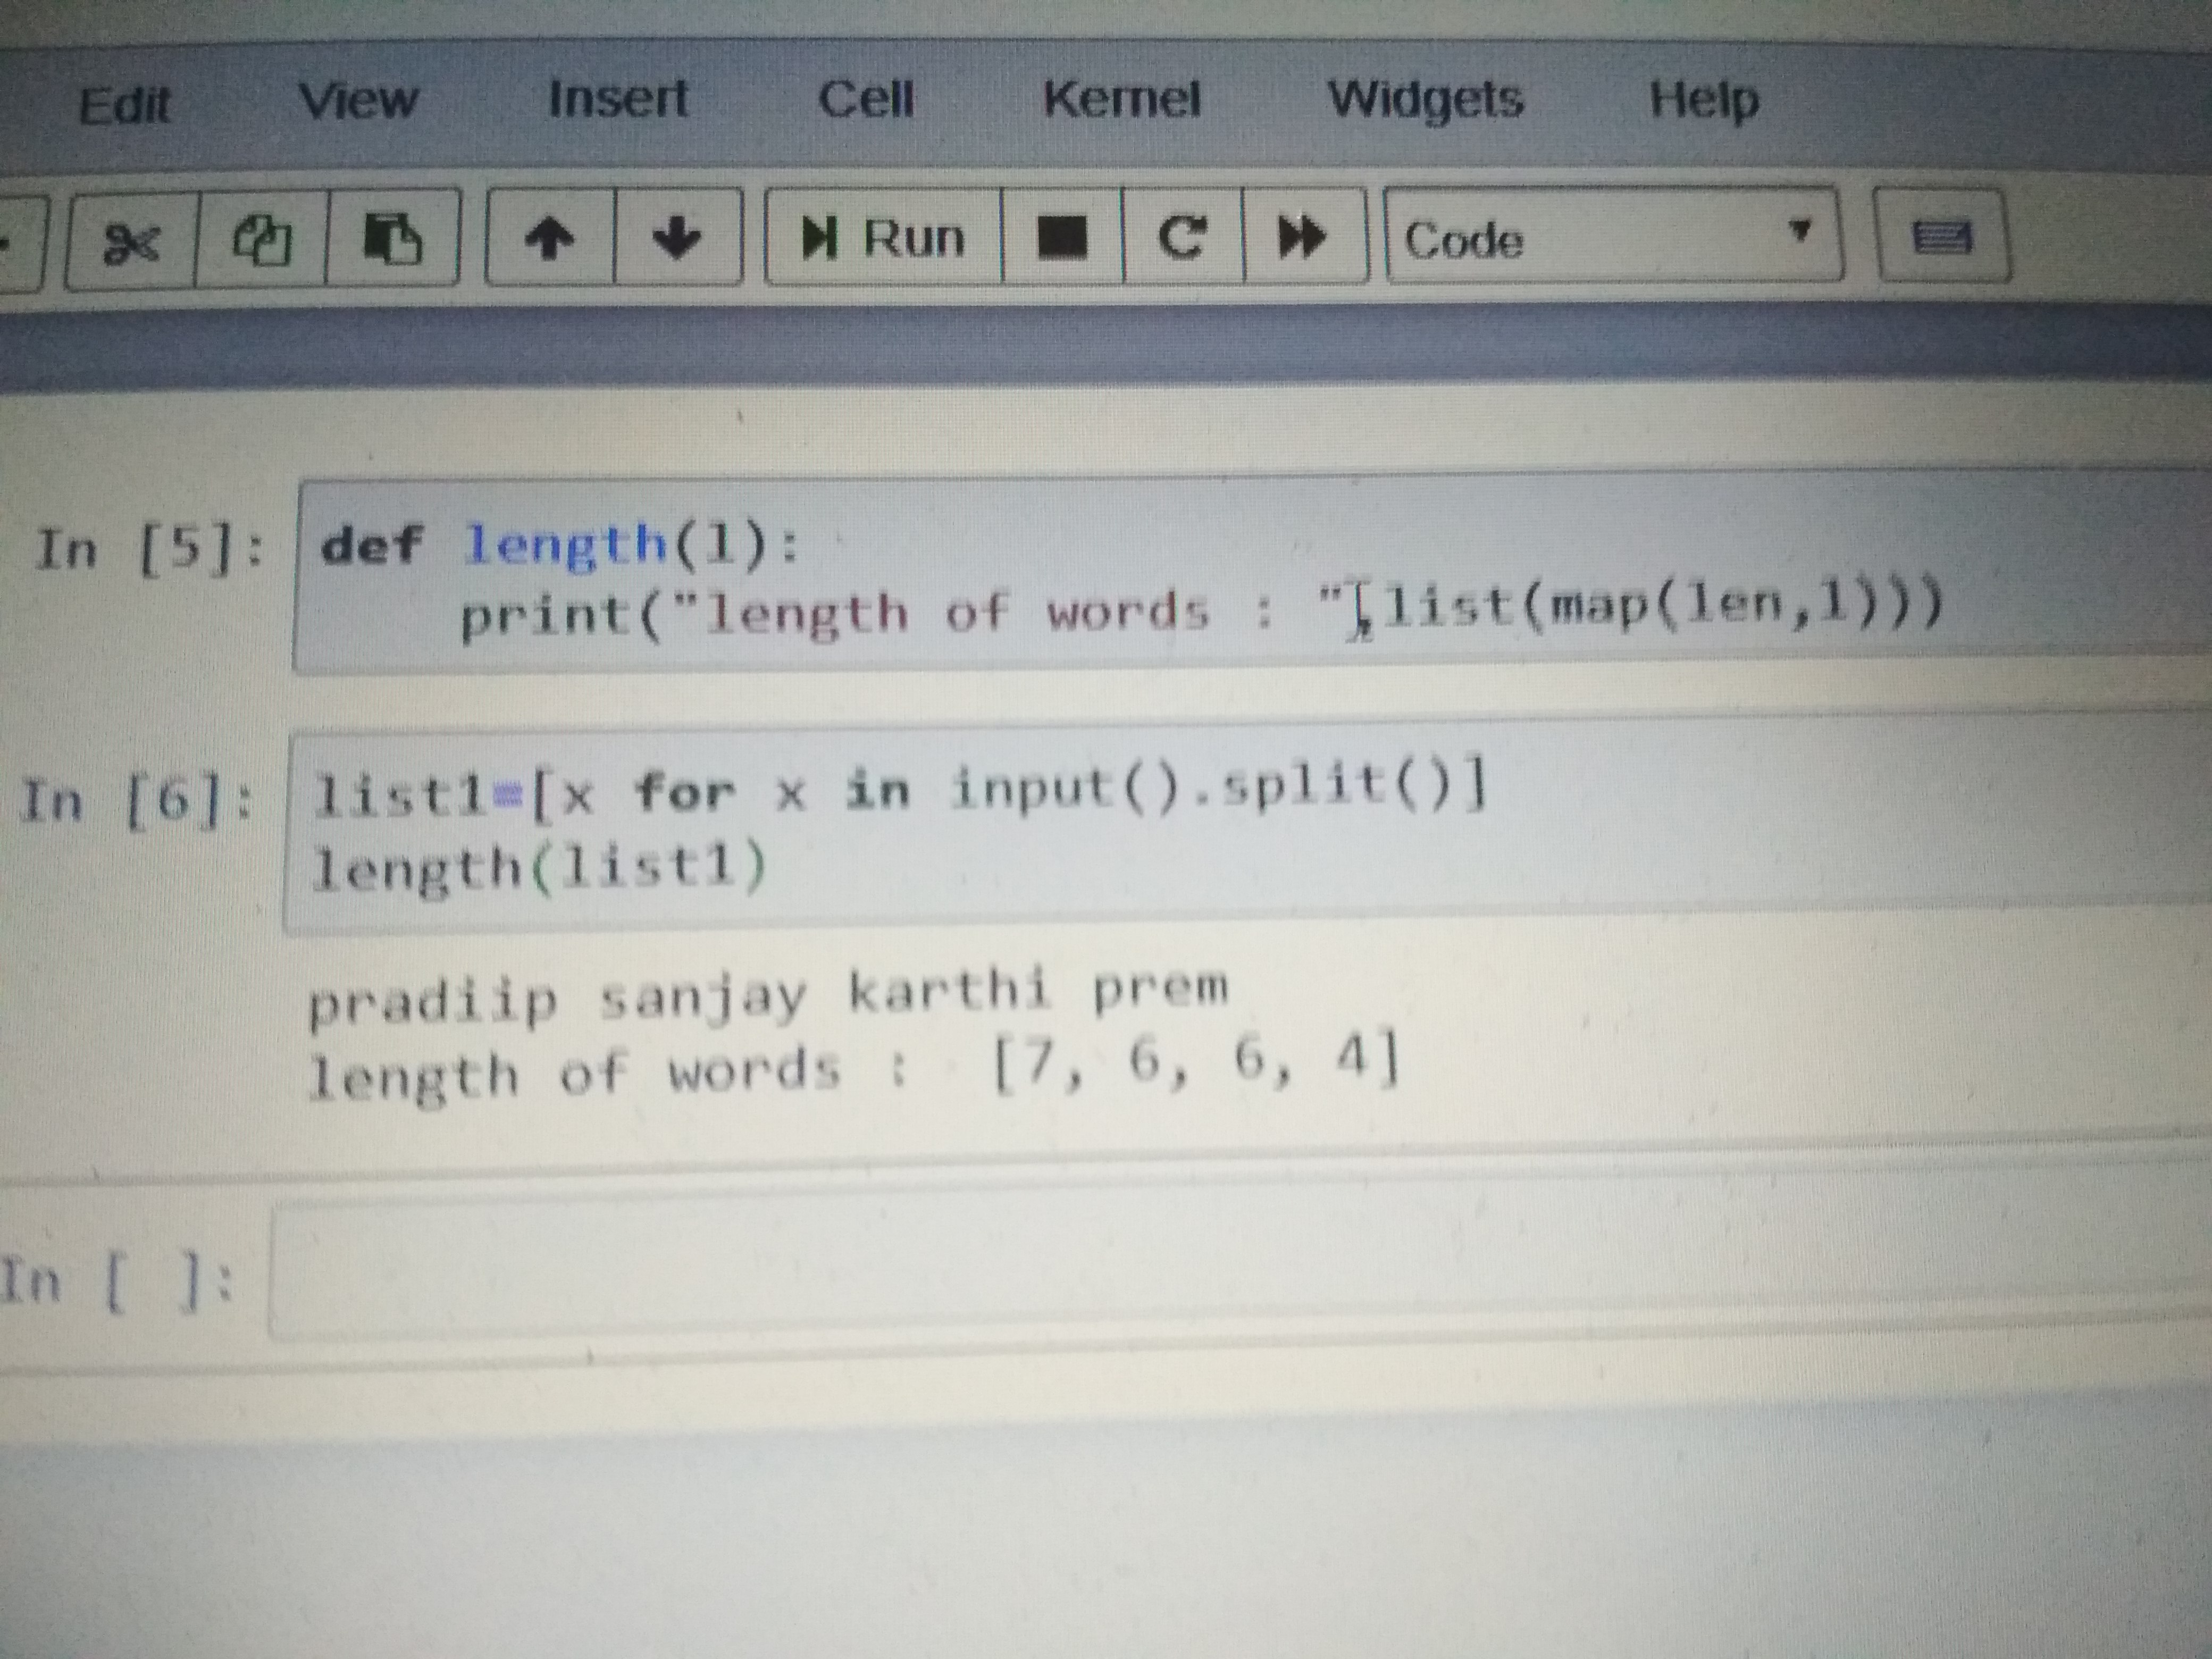 Edit View Insert Cell Kernel Widgets Help
Run Code
In [5]: def length(l):
print("length of words : ",list(map(len,l)))
In [6]: list1=[x for x in input().split()]
length(list1)
pradiip sanjay karthi prem
length of words :  [7, 6, 6, 4]
In [ ]: